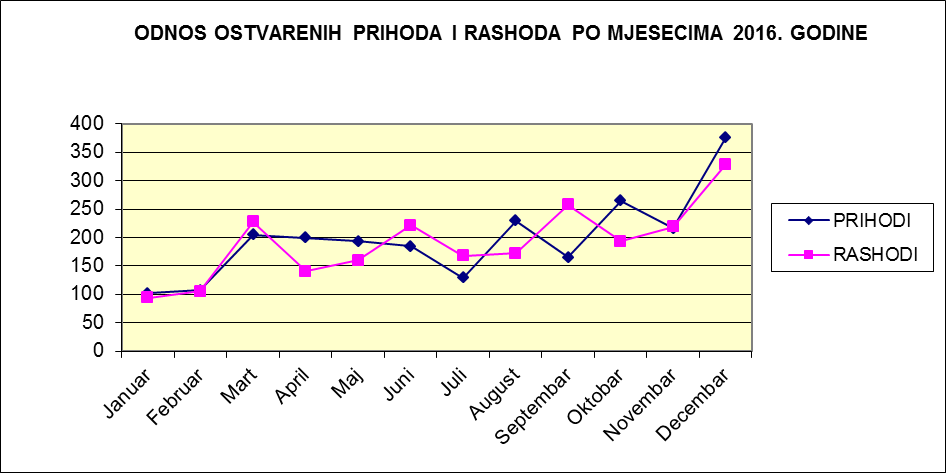 ODNOS OSTVARENIH PRIHODA I RASHODA PO MJESECIMA 2016. GODINE
400
350
300
250
200
150
100
50
0
Januar
Februar
Mart
April
Maj
Juni
Juli
August
Septembar
Oktobar
Novembar
Decembar
PRIHODI
RASHODI